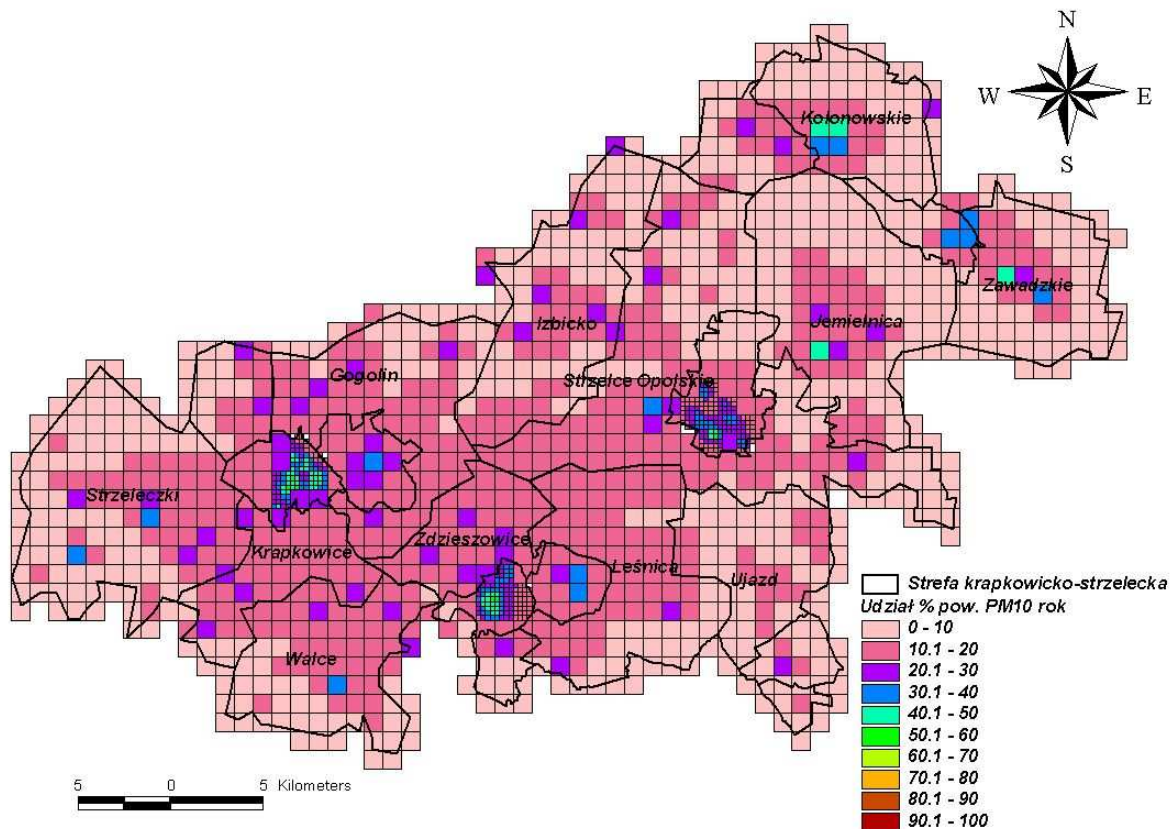 N
W E
S
Kolonowskie
Zawadzkie
Izbicko
Jemielnica
Gogolin
Strzelce Opolskie
Strzeleczki
Krapkowice
Zdzieszowice
Leśnica
Ujazd
Walce
Strefa krapkowicko-strzelecka
Udział % pow. PM10 rok
0 - 10
10.1 - 20
20.1 - 30
30.1 - 40
40.1 - 50
50.1 - 60
60.1 - 70
70.1 - 80
80.1 - 90
90.1 - 100
5 0 5 Kilometers